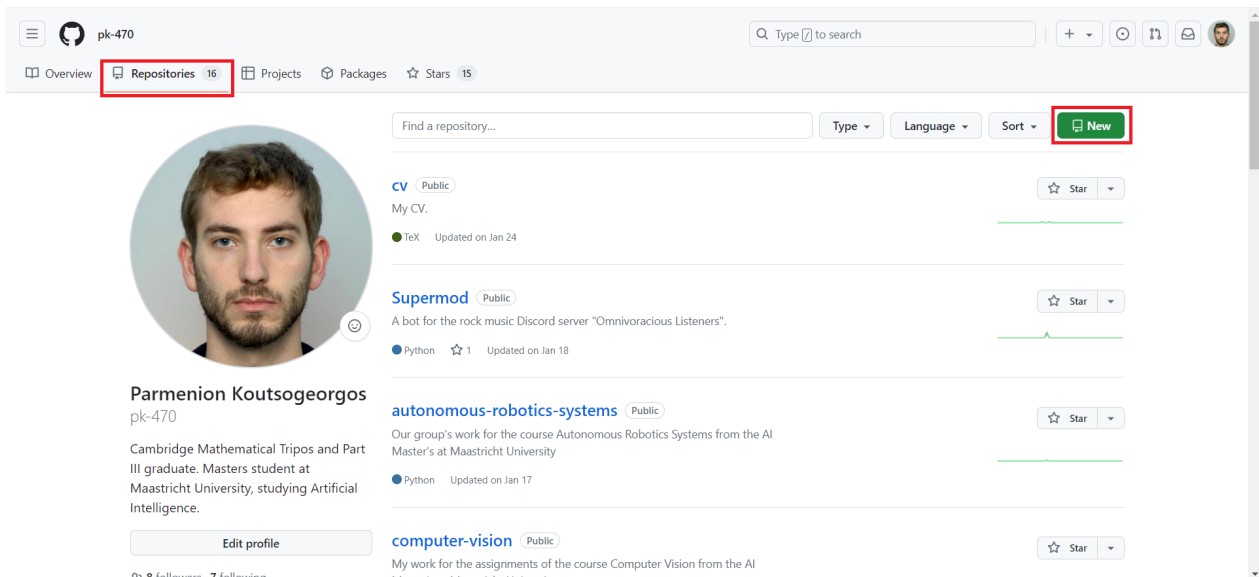 pk-470
Type / to search
Overview
Repositories 16
Projects
Packages
Stars 15
Find a repository...
Type
Language
Sort
New
cv Public
My CV.
TeX Updated on Jan 24
Star
Supermod Public
A bot for the rock music Discord server "Omnivoracious Listeners".
Python 1 Updated on Jan 18
Star
autonomous-robotics-systems Public
Our group's work for the course Autonomous Robotics Systems from the AI
Master's at Maastricht University
Python Updated on Jan 17
Star
computer-vision Public
My work for the assignments of the course Computer Vision from the AI
Star
Parmenion Koutsogeorgos
pk-470
Cambridge Mathematical Tripos and Part
III graduate. Masters student at
Maastricht University, studying Artificial
Intelligence.
Edit profile
8 followers · 7 following